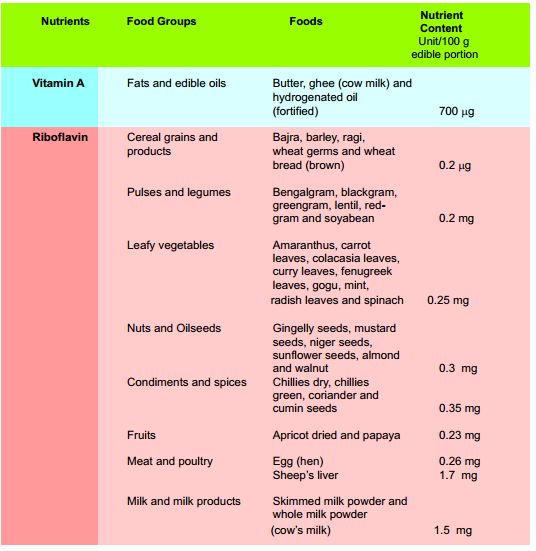 Nutrients Food Groups Foods Nutrient
Content
Unit/100 g
edible portion
Vitamin A Fats and edible oils Butter, ghee (cow milk) and
hydrogenated oil
(fortified) 700 µg
Riboflavin Cereal grains and Bajra, barley, ragi,
products wheat germs and wheat
bread (brown) 0.2 µg
Pulses and legumes Bengalgram, blackgram,
greengram, lentil, red-
gram and soyabean 0.2 mg
Leafy vegetables Amaranthus, carrot
leaves, colacasia leaves,
curry leaves, fenugreek
leaves, gogu, mint,
radish leaves and spinach 0.25 mg
Nuts and Oilseeds Gingelly seeds, mustard
seeds, niger seeds,
sunflower seeds, almond
and walnut 0.3 mg
Condiments and spices Chillies dry, chillies
green, coriander and
cumin seeds 0.35 mg
Fruits Apricot dried and papaya 0.23 mg
Meat and poultry Egg (hen) 0.26 mg
Sheep's liver 1.7 mg
Milk and milk products Skimmed milk powder and
whole milk powder
(cow's milk) 1.5 mg